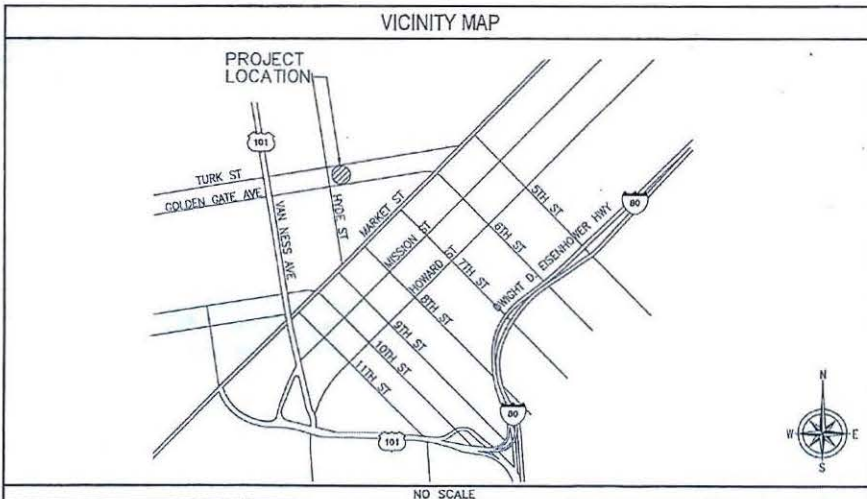 VICINITY MAP
PROJECT
LOCATION
101
TURK ST
GOLDEN GATE AVE
VAN NESS AVE
HYDE ST
MARKET ST
MISSION ST
HOWARD ST
5TH ST
6TH ST
7TH ST
8TH ST
9TH ST
10TH ST
11TH ST
DWIGHT D. EISENHOWER HWY
80
80
101
N
W
E
S
NO SCALE